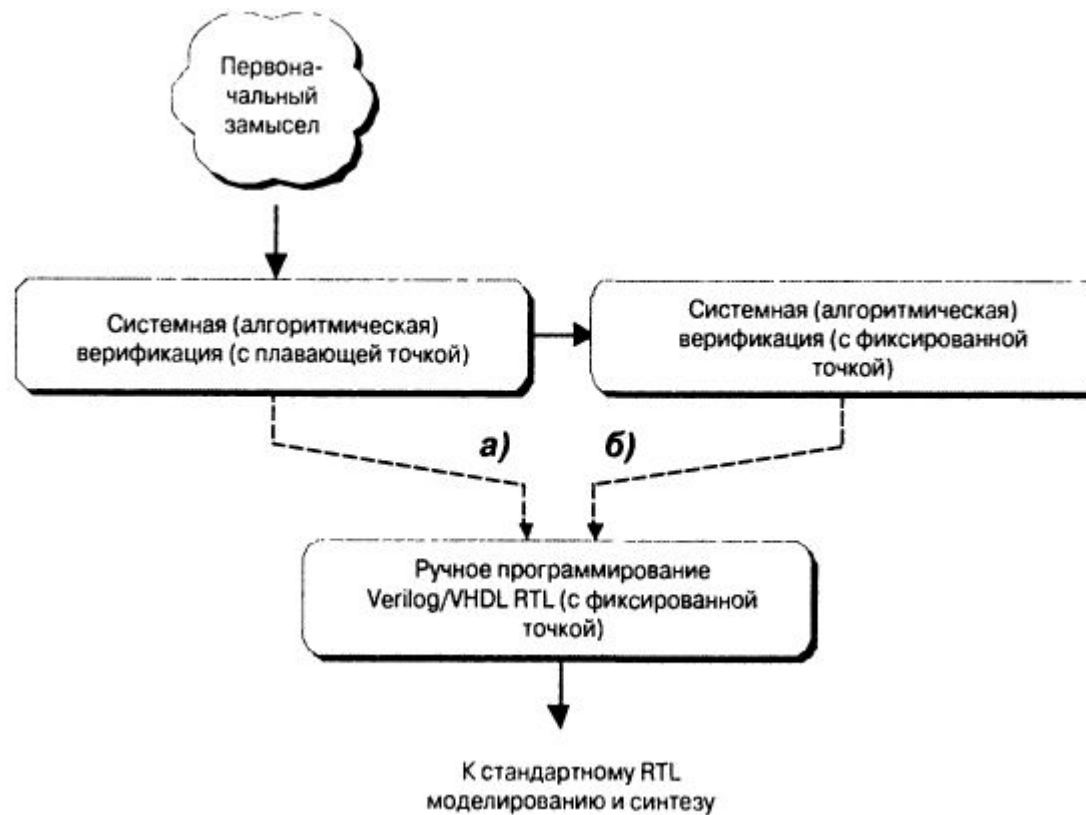 Первона-
чальный
замысел
Системная (алгоритмическая)
верификация (с плавающей точкой)
Системная (алгоритмическая)
верификация (с фиксированной
точкой)
а)
б)
Ручное программирование
Verilog/VHDL RTL (с фиксированной
точкой)
К стандартному RTL
моделированию и синтезу